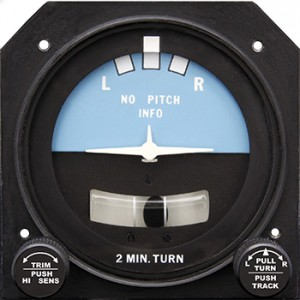 L R
NO PITCH
INFO
2 MIN. TURN
TRIM
PUSH
HI SENS
PULL
L TURN R
PUSH
TRACK